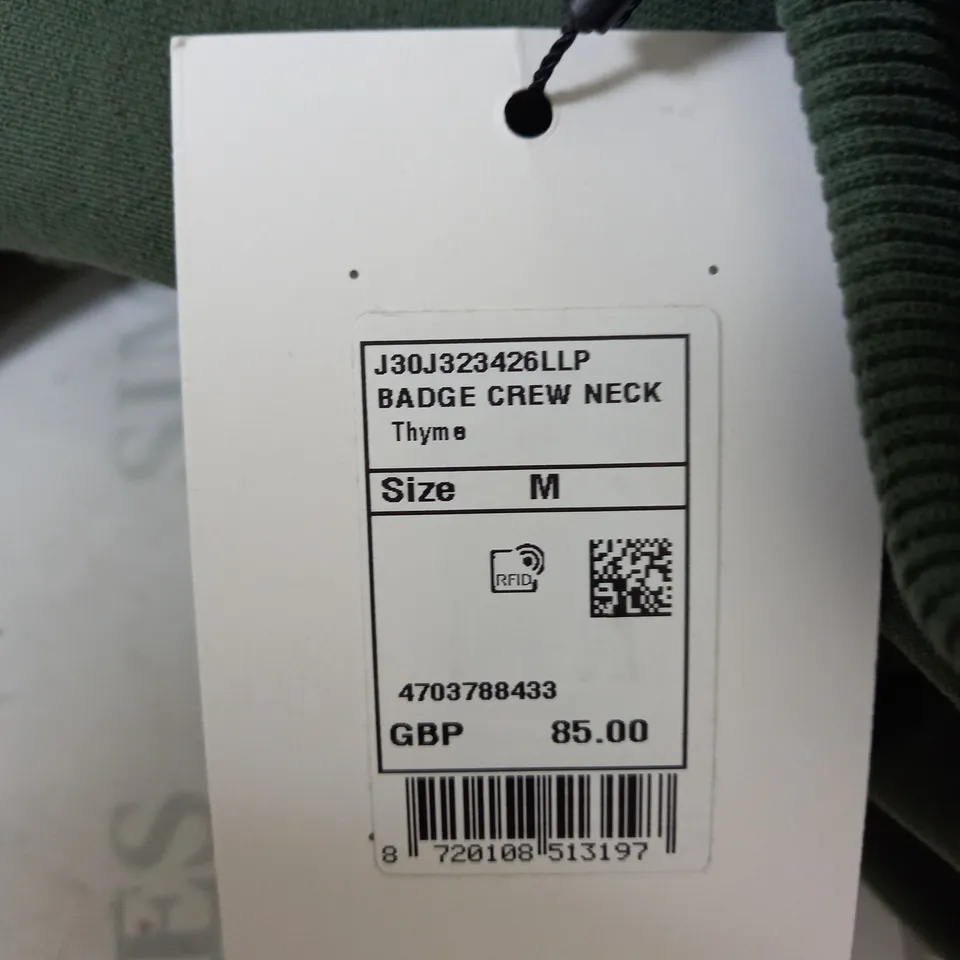 J30J323426LLP
BADGE CREW NECK
Thyme
Size M
RFID
4703788433
GBP 85.00
8 720108 513197